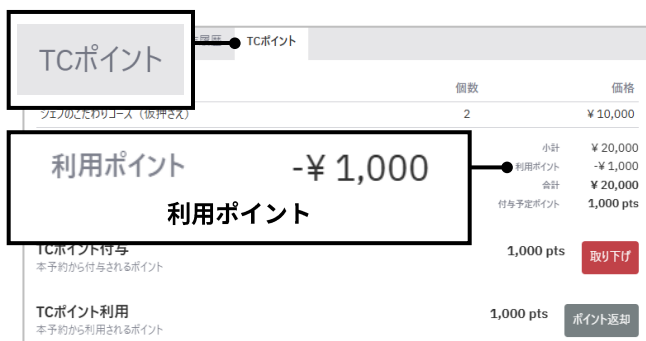 TCポイント
履歴
TCポイント
個数 価格
シェフのこだわりコース（仮押さえ） 2 ¥ 10,000
小計 ¥ 20,000
利用ポイント -¥ 1,000
利用ポイント -¥ 1,000
合計 ¥ 20,000
利用ポイント
付与予定ポイント 1,000 pts
TCポイント付与 1,000 pts 取り下げ
本予約から付与されるポイント
TCポイント利用 1,000 pts ポイント返却
本予約から利用されるポイント